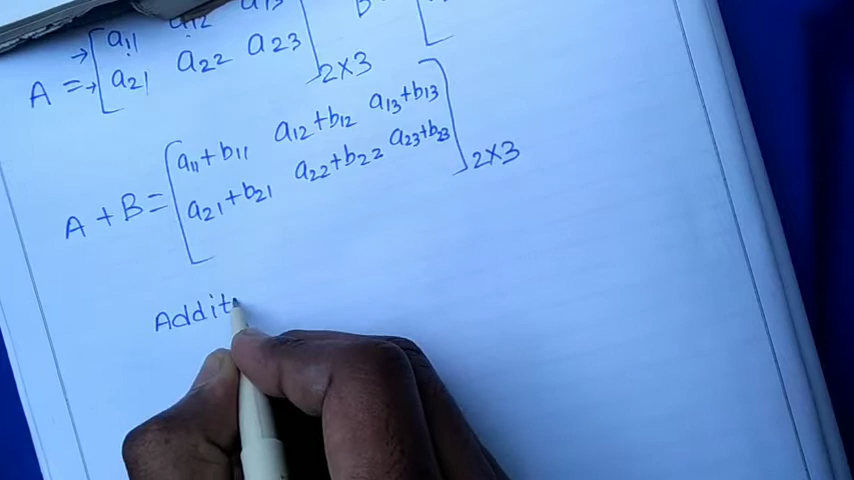 a11 a12 a13 B
A = a21 a22 a23 2×3
a11+b11 a12+b12 a13+b13
A+B= a21+b21 a22+b22 a23+b23 2×3
Addit